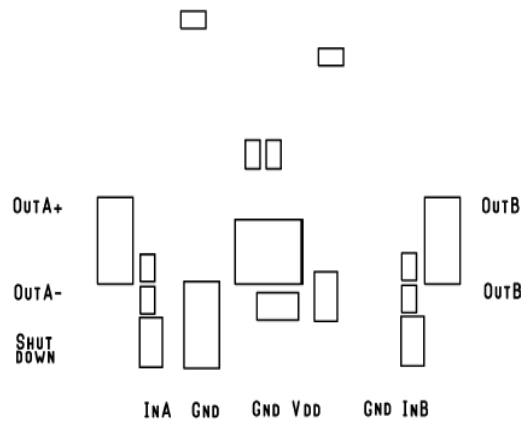 OUTA+ OUTB
OUTA- OUTB
SHUT
DOWN
INA GND GND VDD GND INB